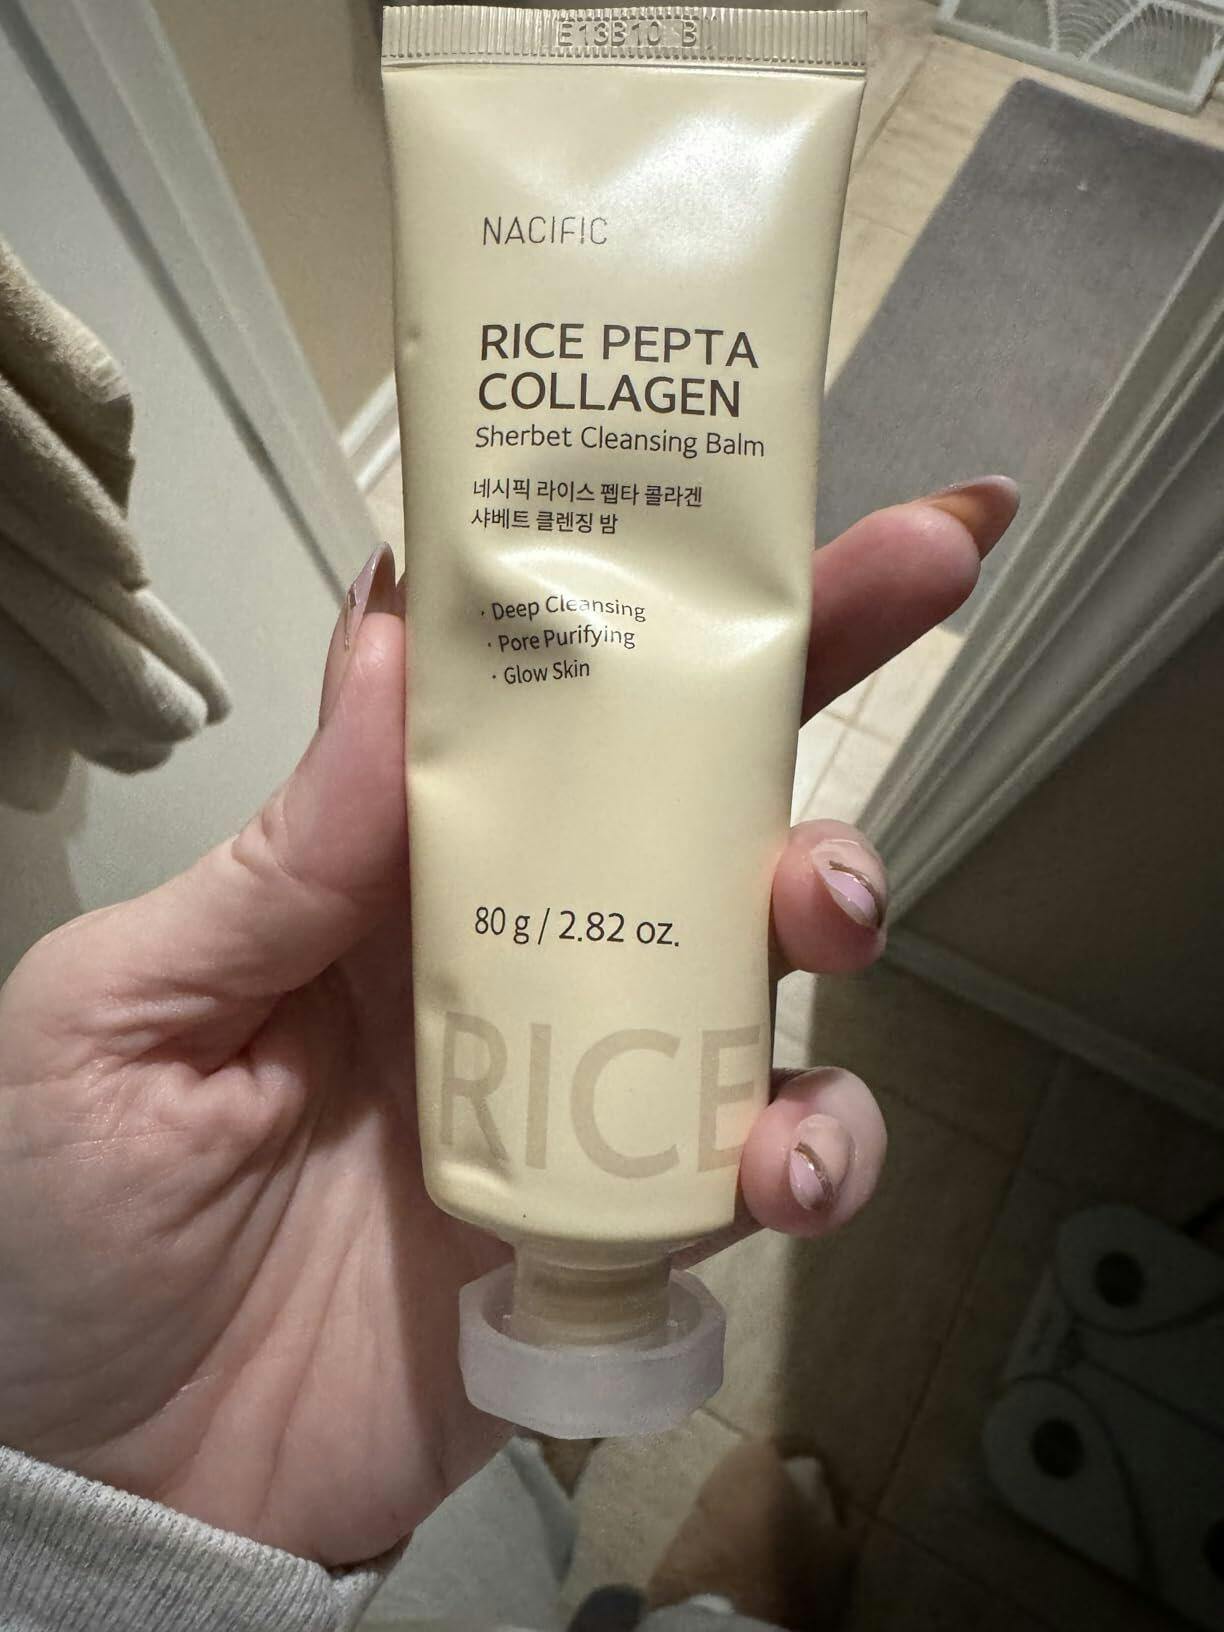 E13B10 B
NACIFIC
RICE PEPTA
COLLAGEN
Sherbet Cleansing Balm
네시픽 라이스 펩타 콜라겐
샤베트 클렌징 밤
· Deep Cleansing
· Pore Purifying
· Glow Skin
80 g / 2.82 oz.
RICE